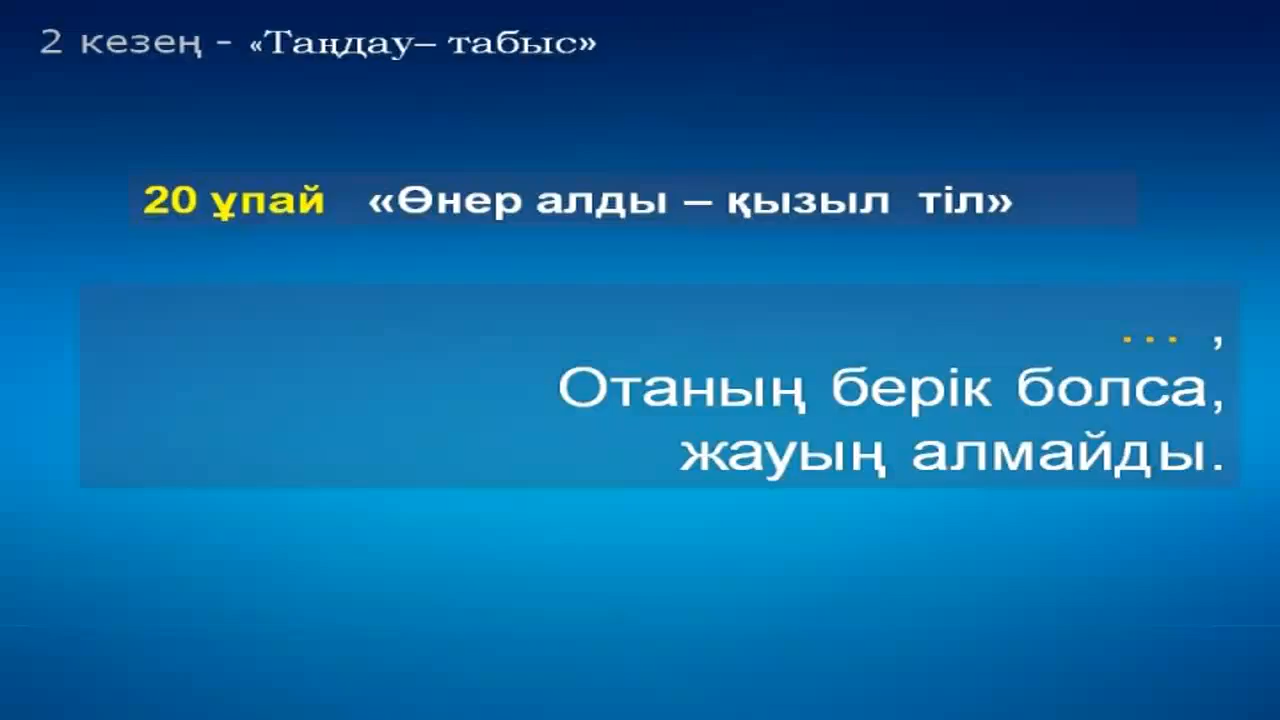 2 кезең - «Таңдау– табыс»
20 ұпай «Өнер алды – қызыл тіл»
... ,
Отаның берік болса,
жауың алмайды.